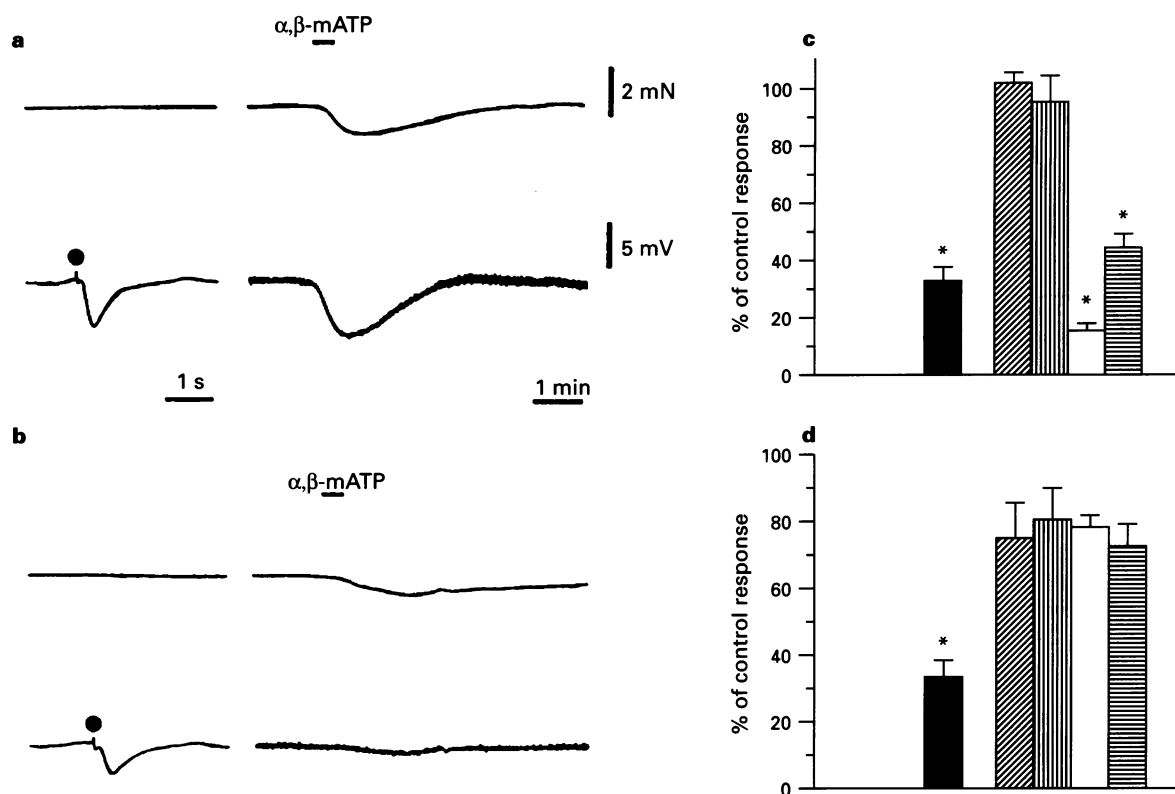 a
α,β-mATP
2 mN
5 mV
1 s
1 min
b
α,β-mATP
c
% of control response
100
80
60
40
20
0
*
*
*
d
% of control response
100
80
60
40
20
0
*